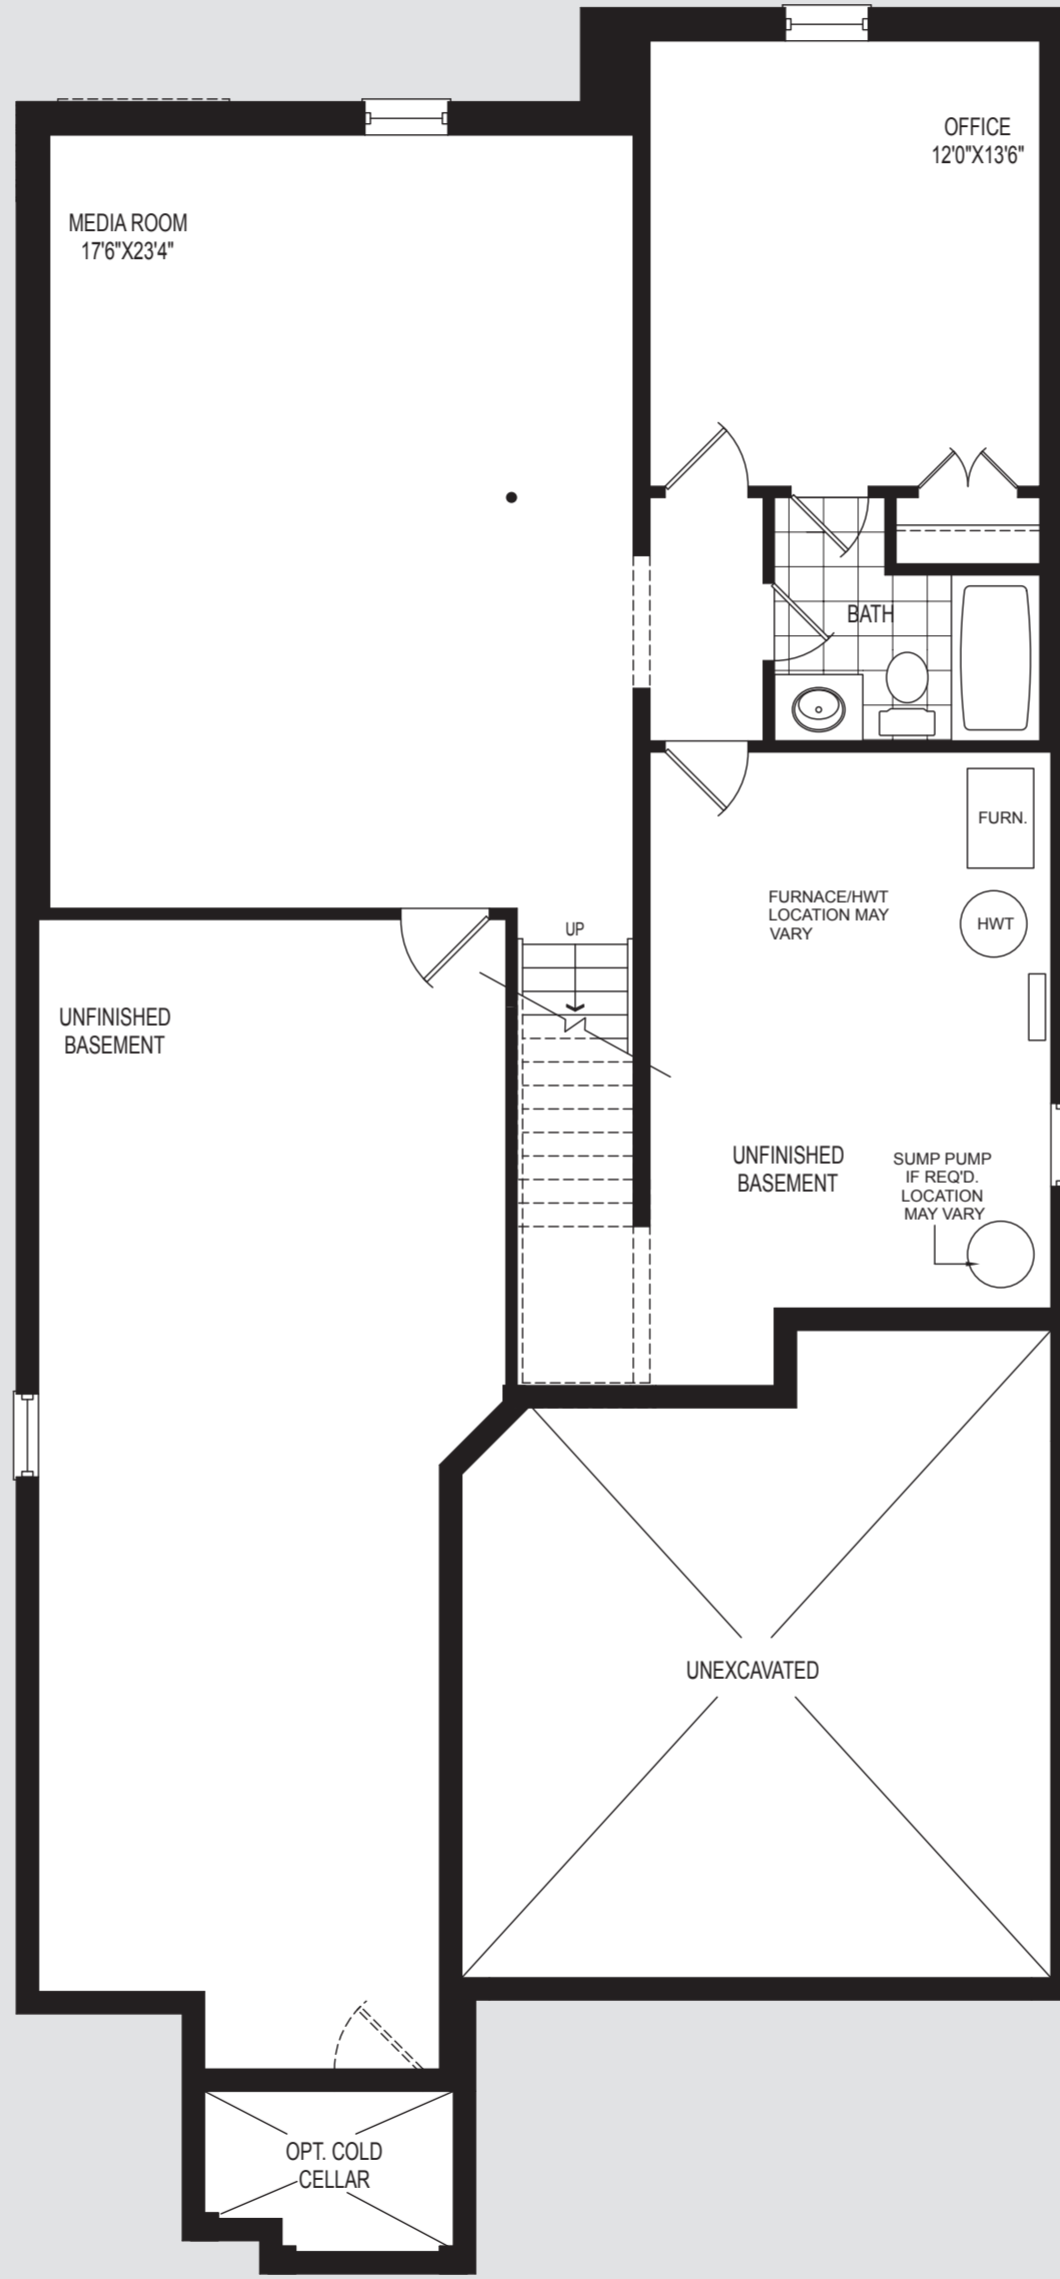 OFFICE
12'0"X13'6"
MEDIA ROOM
17'6"X23'4"
BATH
FURN.
FURNACE/HWT
LOCATION MAY
VARY
HWT
UP
UNFINISHED
BASEMENT
UNFINISHED
BASEMENT
SUMP PUMP
IF REQ'D.
LOCATION
MAY VARY
UNEXCAVATED
OPT. COLD
CELLAR